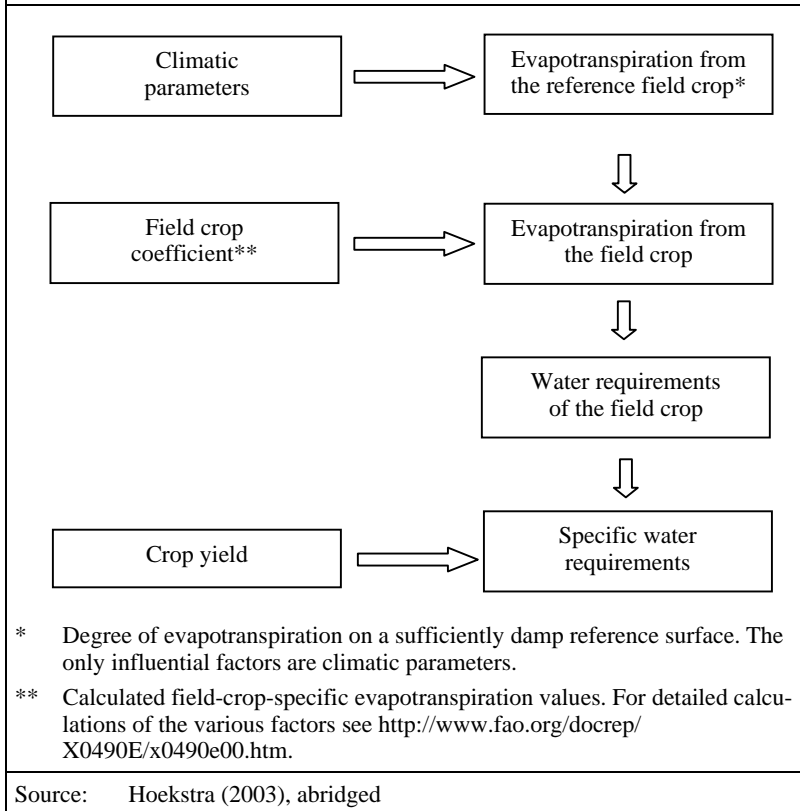 Climatic
parameters
Evapotranspiration from
the reference field crop*
Field crop
coefficient**
Evapotranspiration from
the field crop
Water requirements
of the field crop
Crop yield
Specific water
requirements
* Degree of evapotranspiration on a sufficiently damp reference surface. The
only influential factors are climatic parameters.
** Calculated field-crop-specific evapotranspiration values. For detailed calcu-
lations of the various factors see http://www.fao.org/docrep/
X0490E/x0490e00.htm.
Source: Hoekstra (2003), abridged